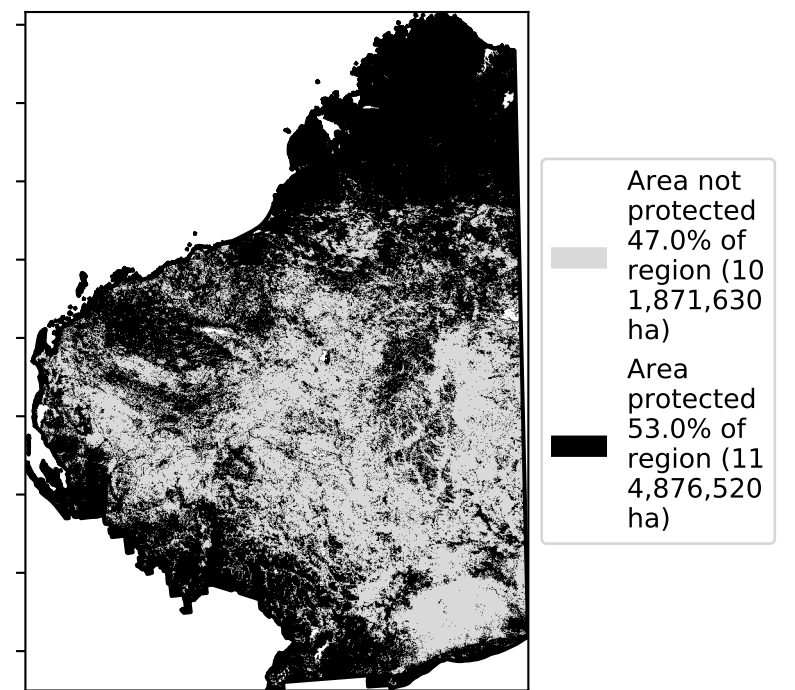 Area not
protected
47.0% of
region (10
1,871,630
ha)
Area
protected
53.0% of
region (11
4,876,520
ha)